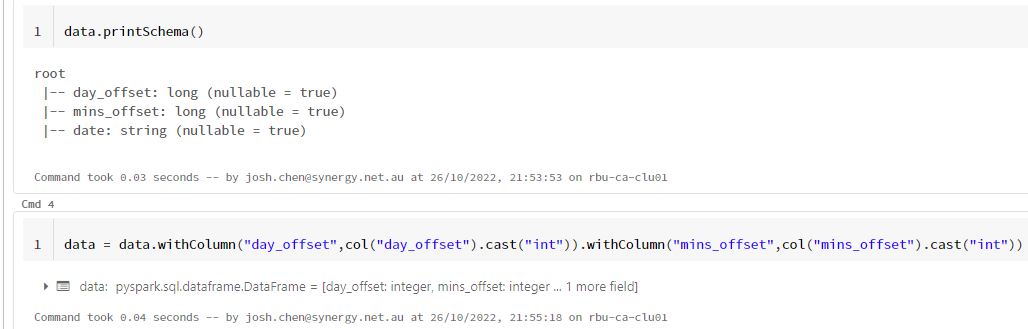 1 data.printSchema()
root
|-- day_offset: long (nullable = true)
|-- mins_offset: long (nullable = true)
|-- date: string (nullable = true)
Command took 0.03 seconds -- by josh.chen@synergy.net.au at 26/10/2022, 21:53:53 on rbu-ca-clu01
Cmd 4
1 data = data.withColumn("day_offset",col("day_offset").cast("int")).withColumn("mins_offset",col("mins_offset").cast("int"))
data: pyspark.sql.dataframe.DataFrame = [day_offset: integer, mins_offset: integer ... 1 more field]
Command took 0.04 seconds -- by josh.chen@synergy.net.au at 26/10/2022, 21:55:18 on rbu-ca-clu01